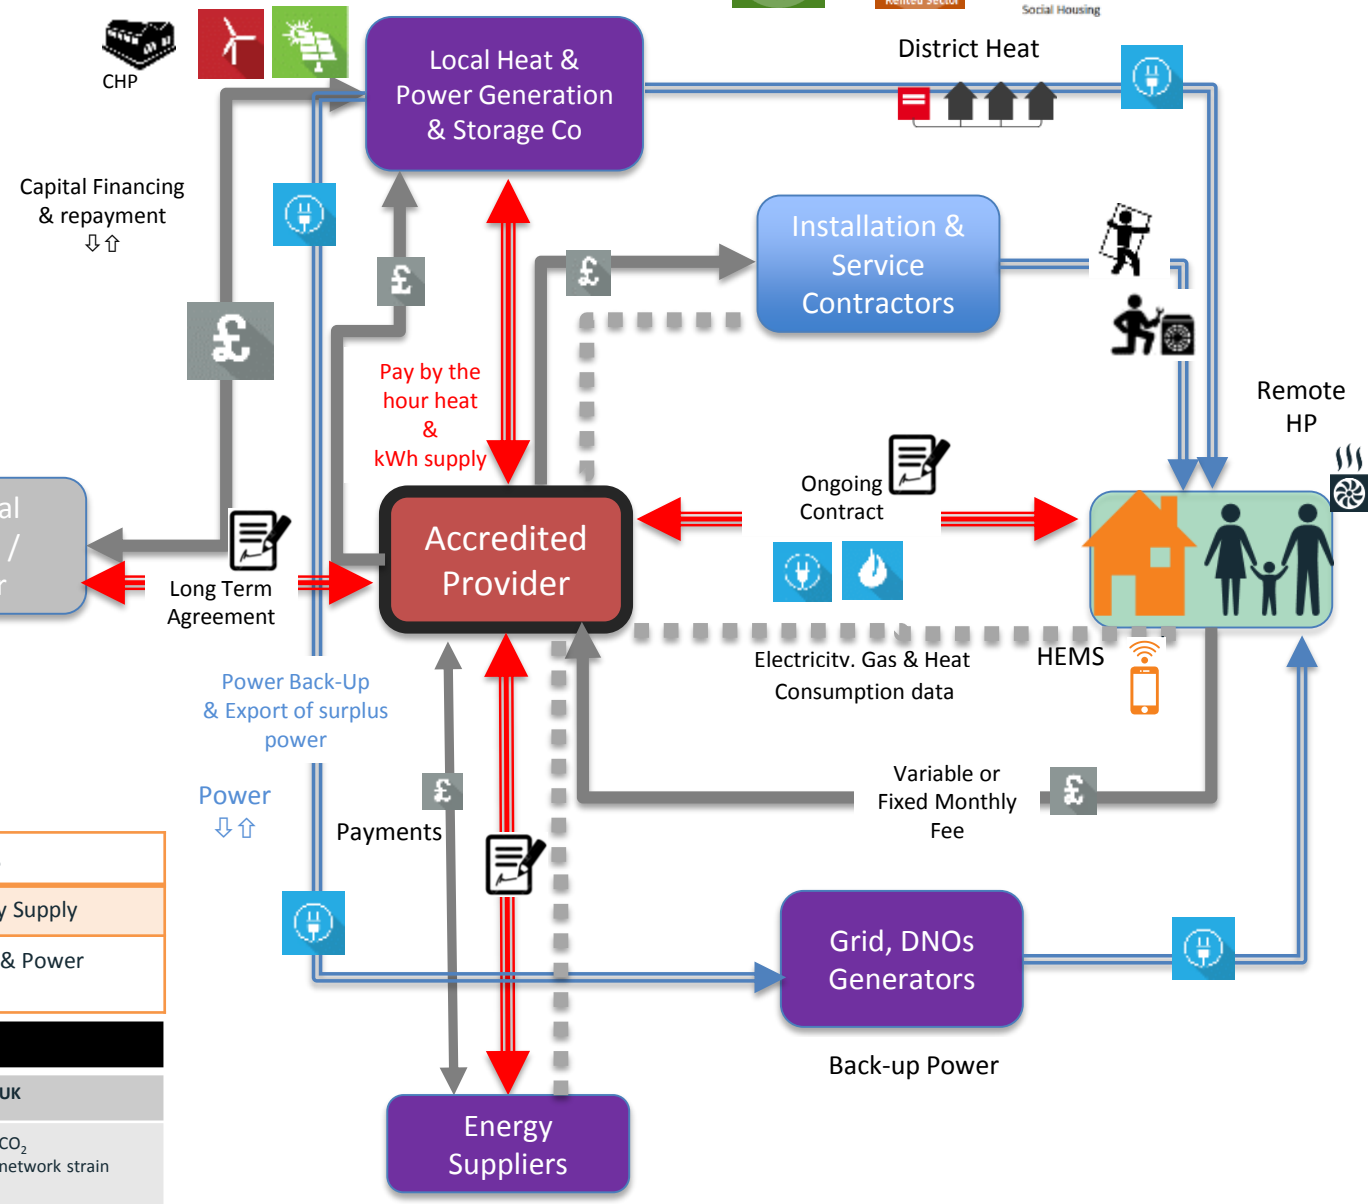 Rented Sector
Social Housing
CHP
Local Heat &
Power Generation
& Storage Co
District Heat
Capital Financing
& repayment
⇩⇧
£
£
£
Installation &
Service
Contractors
Pay by the
hour heat
&
kWh supply
Remote
HP
Ongoing
Contract
al
/
r
Long Term
Agreement
Accredited
Provider
Electricity. Gas & Heat
Consumption data
HEMS
Power Back-Up
& Export of surplus
power
Power
⇩⇧
£
Payments
Variable or
Fixed Monthly
Fee
£
y Supply
& Power
Grid, DNOs
Generators
Back-up Power
UK
CO₂
network strain
Energy
Suppliers